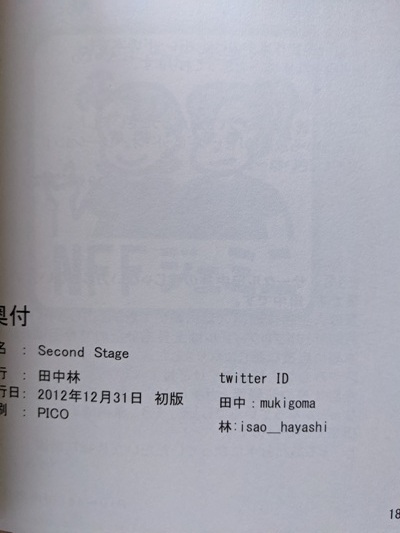 奥付
名 : Second Stage
行 : 田中林
行日: 2012年12月31日 初版
刷 : PICO
twitter ID
田中：mukigoma
林:isao__hayashi
18